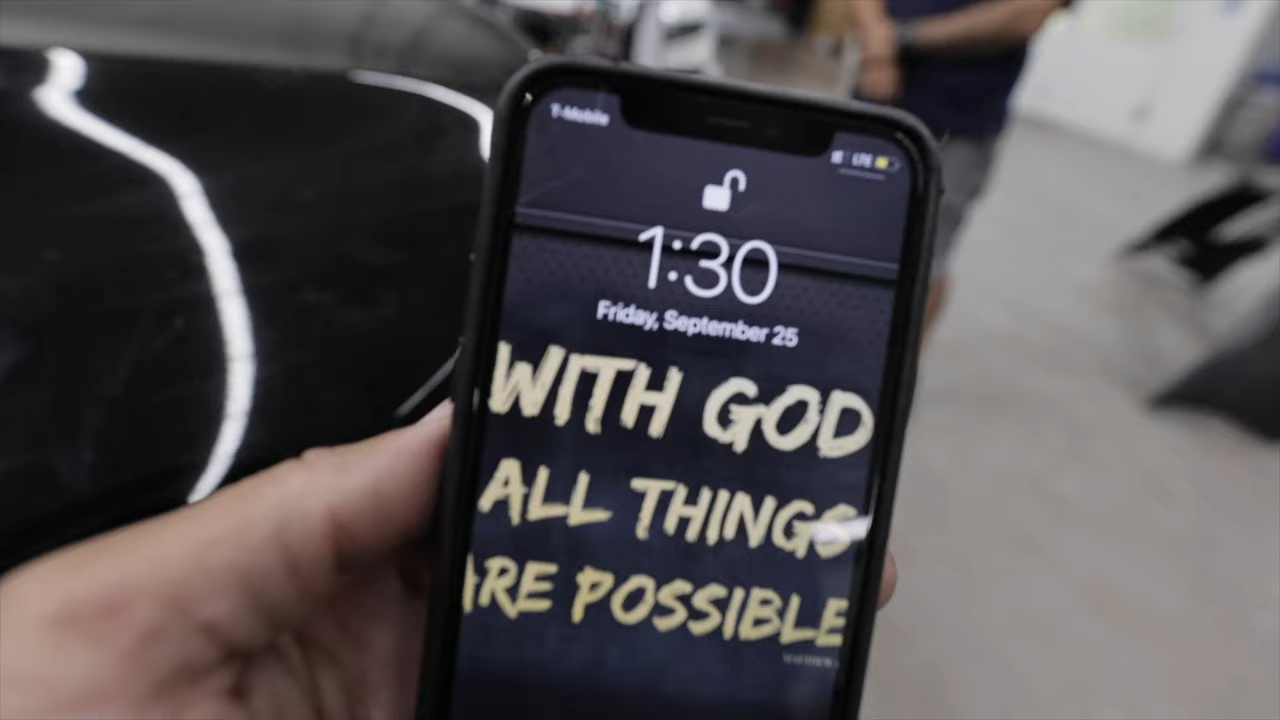 T-Mobile
LTE
1:30
Friday, September 25
WITH GOD
ALL THINGS
ARE POSSIBLE